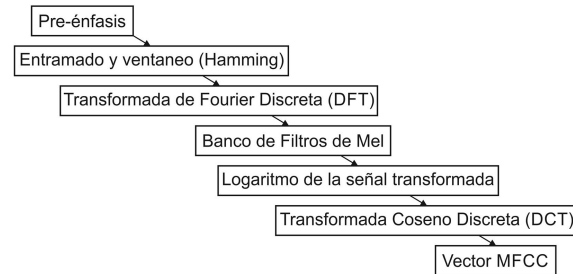 Pre-énfasis
Entramado y ventaneo (Hamming)
Transformada de Fourier Discreta (DFT)
Banco de Filtros de Mel
Logaritmo de la señal transformada
Transformada Coseno Discreta (DCT)
Vector MFCC